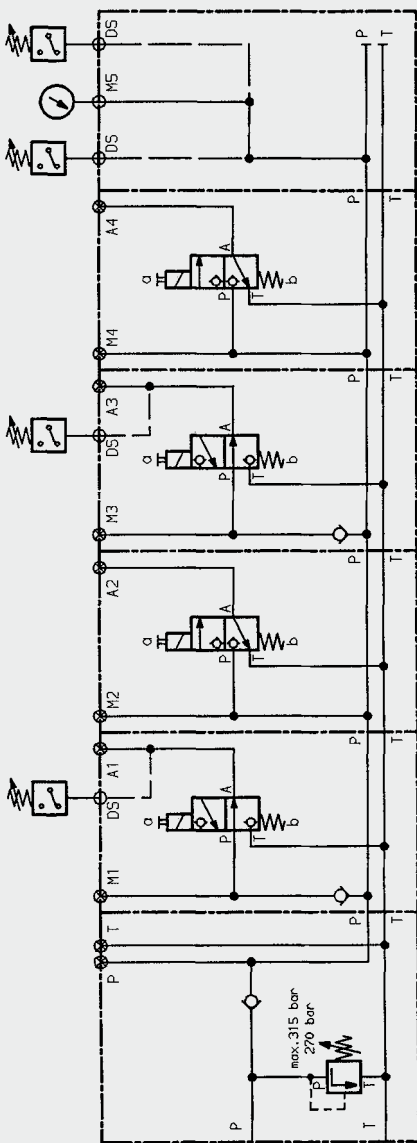 P T M1 DS A1 M2 A2 M3 DS A3 M4 A4 DS M5 DS
a a a a
P A P A P A P A
P T T T T
b b b b
max.315 bar
270 bar
P
P P P P P P
T T T T T T T